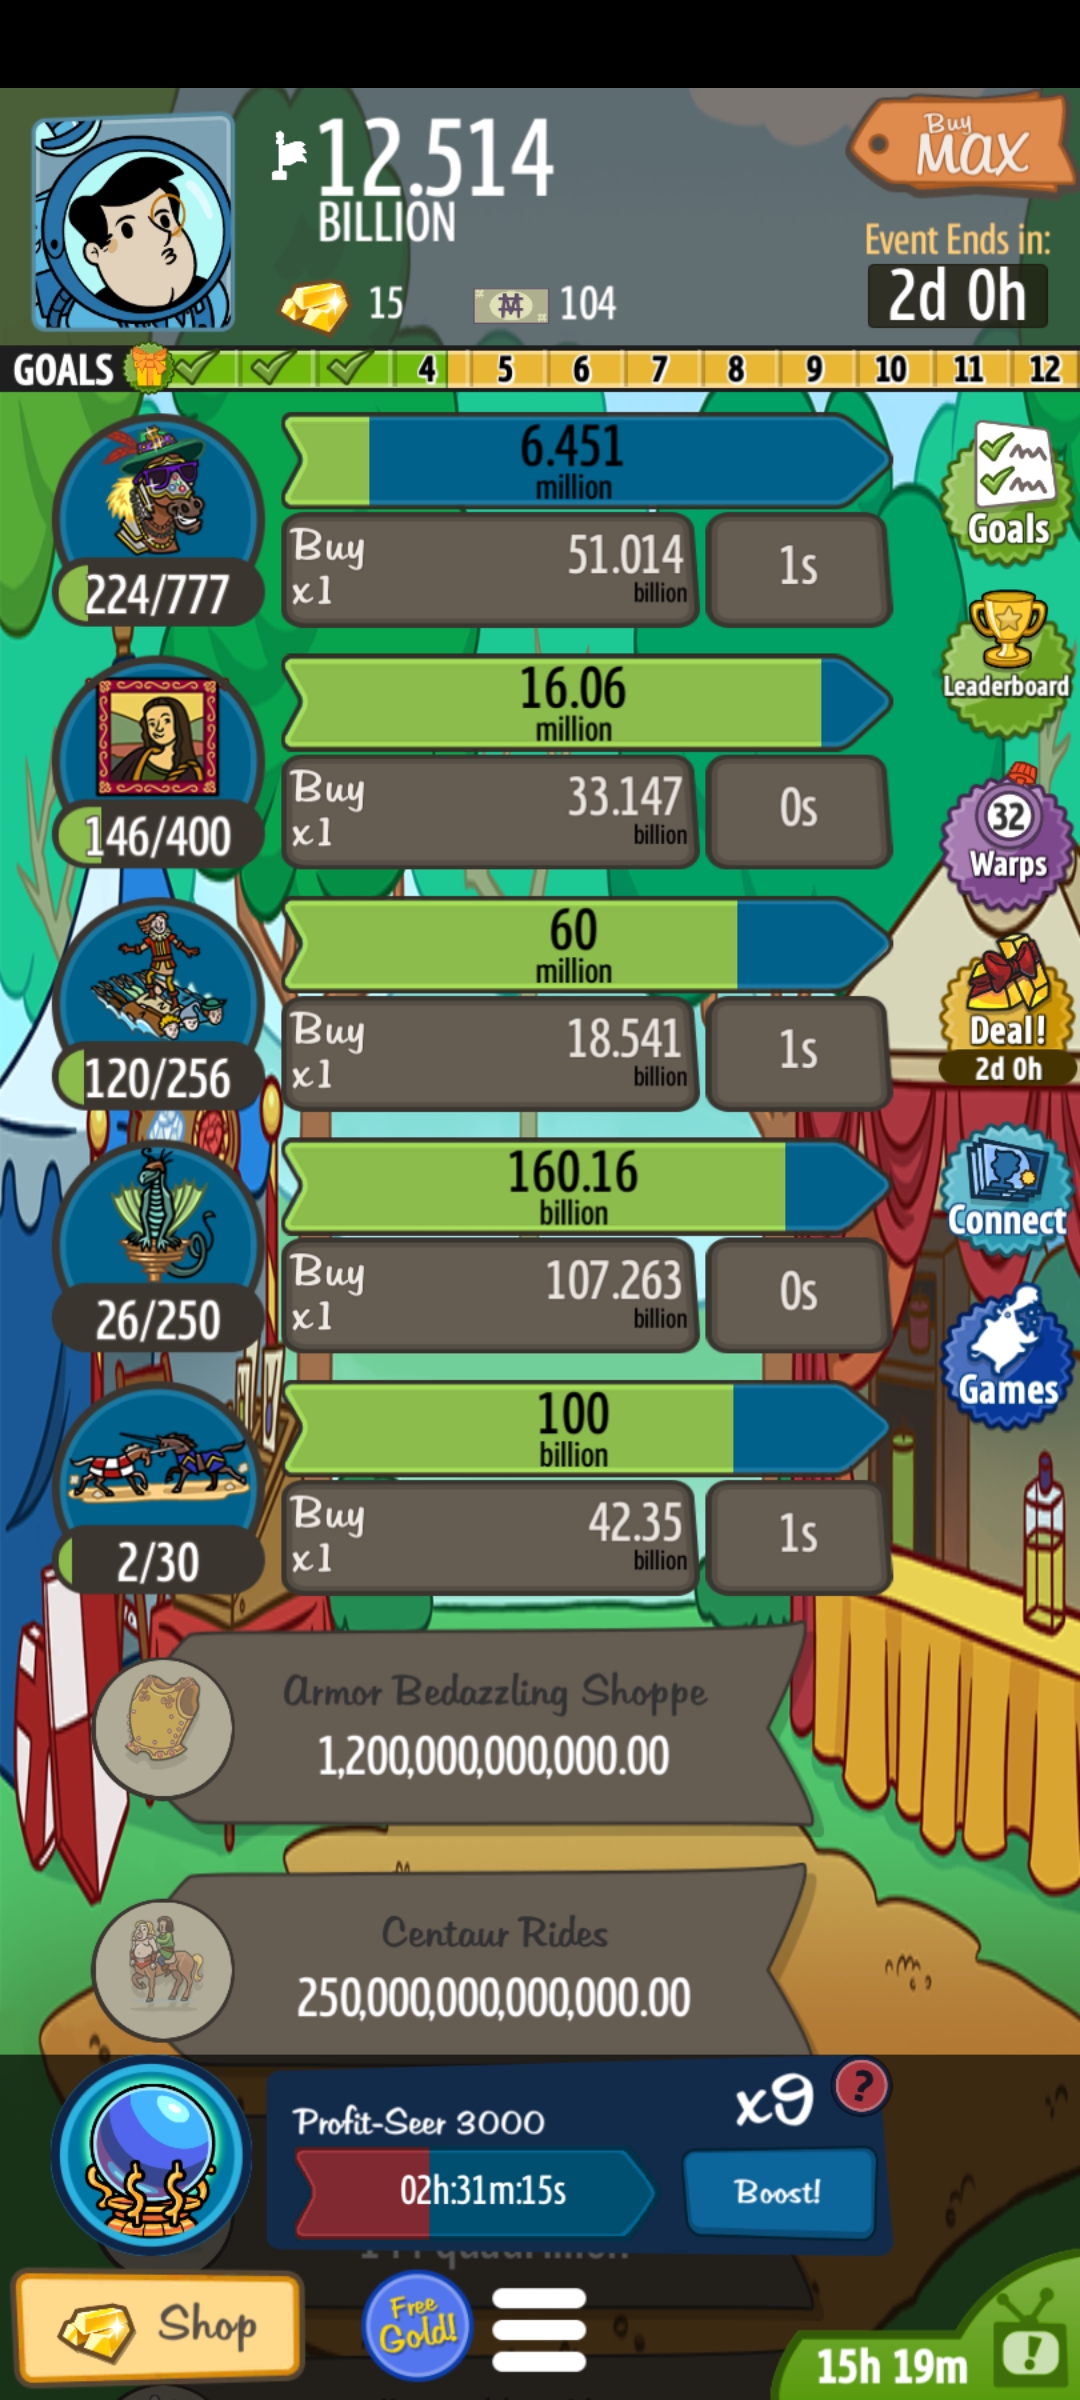 12.514
BILLION
Buy
MAX
Event Ends in:
2d 0h
15
104
GOALS 4 5 6 7 8 9 10 11 12
6.451
million
Buy
x1
51.014
billion
1s
224/777
Goals
Leaderboard
16.06
million
Buy
x1
33.147
billion
0s
146/400
32
Warps
60
million
Buy
x1
18.541
billion
1s
120/256
Deal!
2d 0h
160.16
billion
Buy
x1
107.263
billion
0s
26/250
Connect
Games
100
billion
Buy
x1
42.35
billion
1s
2/30
Armor Bedazzling Shoppe
1,200,000,000,000.00
Centaur Rides
250,000,000,000,000.00
Profit-Seer 3000
x9
?
02h:31m:15s
Boost!
Shop
Free
Gold!
15h 19m
!